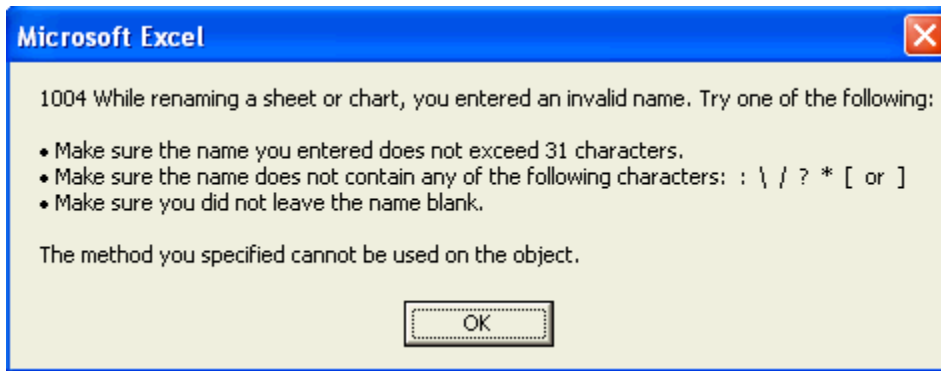 Microsoft Excel
1004 While renaming a sheet or chart, you entered an invalid name. Try one of the following:
• Make sure the name you entered does not exceed 31 characters.
• Make sure the name does not contain any of the following characters: : \ / ? * [ or ]
• Make sure you did not leave the name blank.
The method you specified cannot be used on the object.
OK